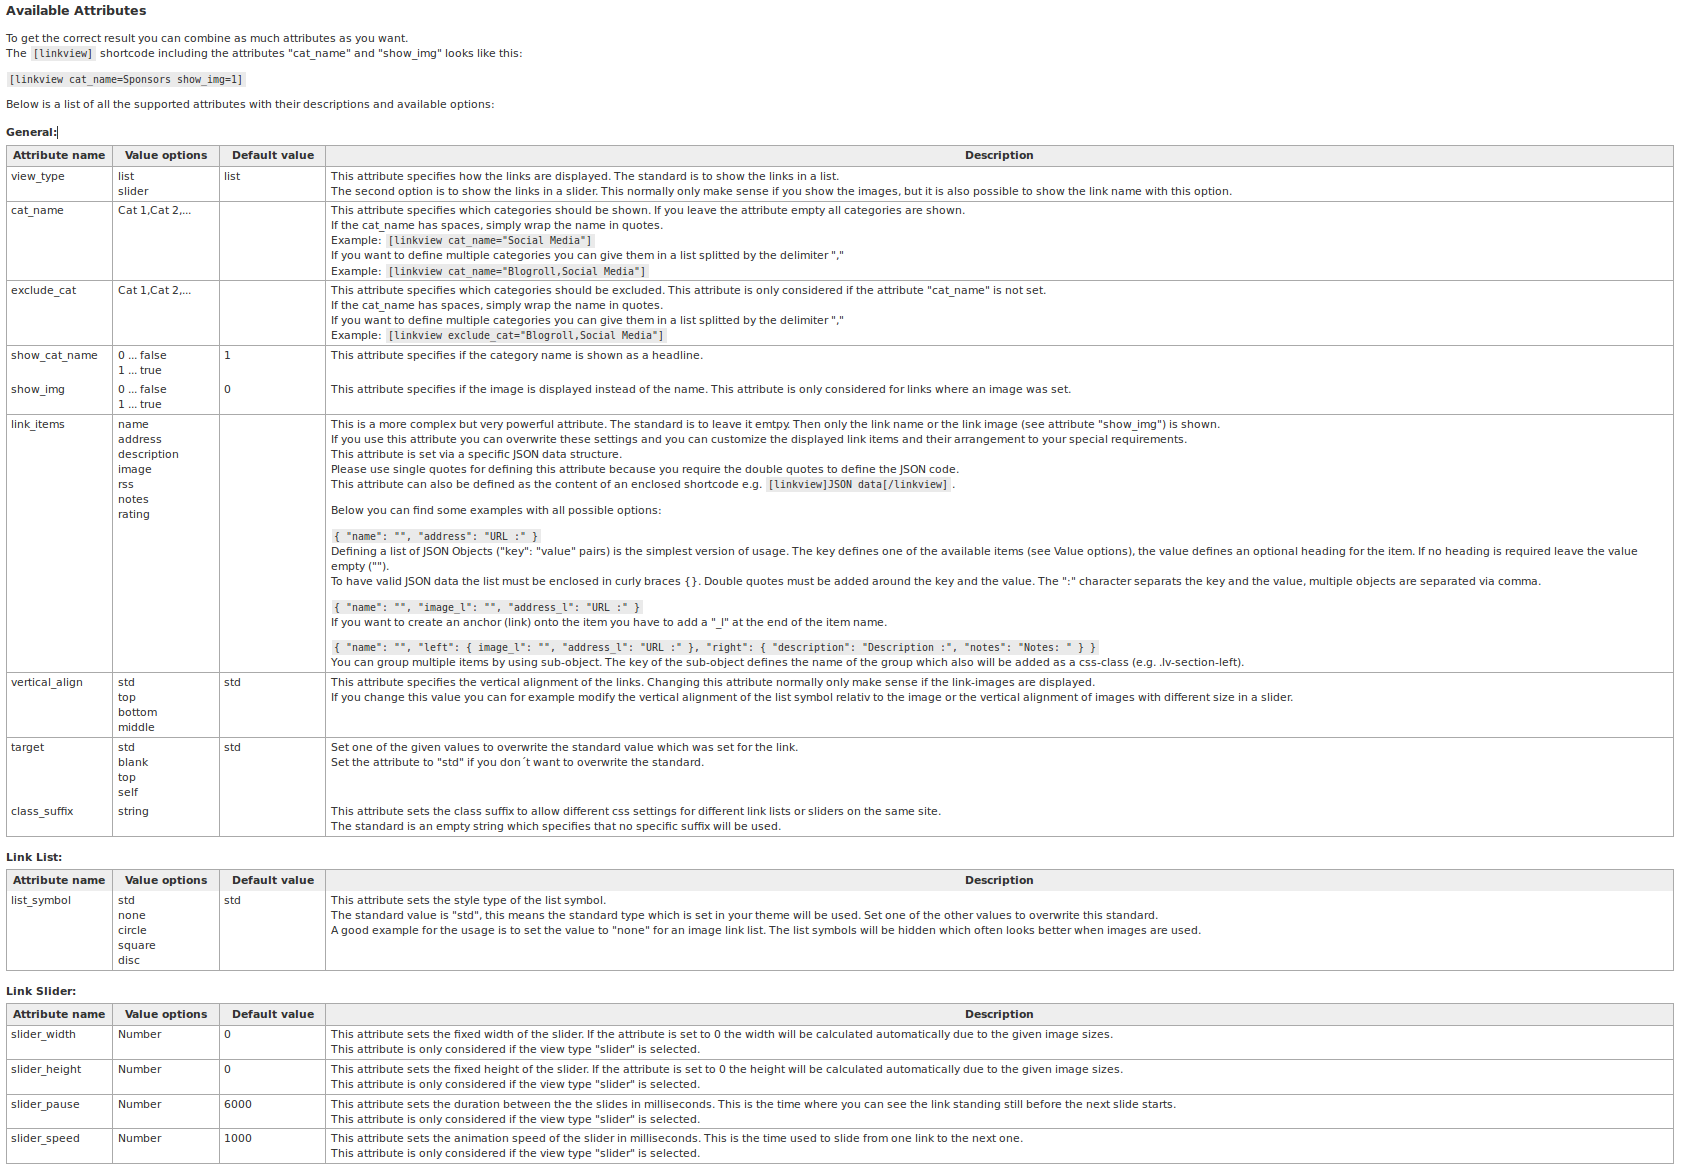 Available Attributes
To get the correct result you can combine as much attributes as you want.
The [linkview] shortcode including the attributes "cat_name" and "show_img" looks like this:
[linkview cat_name=Sponsors show_img=1]
Below is a list of all the supported attributes with their descriptions and available options:
General:
Attribute name Value options Default value Description
view_type list list This attribute specifies how the links are displayed. The standard is to show the links in a list.
slider The second option is to show the links in a slider. This normally only make sense if you show the images, but it is also possible to show the link name with this option.
cat_name Cat 1,Cat 2,... This attribute specifies which categories should be shown. If you leave the attribute empty all categories are shown.
If the cat_name has spaces, simply wrap the name in quotes.
Example: [linkview cat_name="Social Media"]
If you want to define multiple categories you can give them in a list splitted by the delimiter ","
Example: [linkview cat_name="Blogroll,Social Media"]
exclude_cat Cat 1,Cat 2,... This attribute specifies which categories should be excluded. This attribute is only considered if the attribute "cat_name" is not set.
If the cat_name has spaces, simply wrap the name in quotes.
If you want to define multiple categories you can give them in a list splitted by the delimiter ","
Example: [linkview exclude_cat="Blogroll,Social Media"]
show_cat_name 0 ... false 1 This attribute specifies if the category name is shown as a headline.
1 ... true
show_img 0 ... false 0 This attribute specifies if the image is displayed instead of the name. This attribute is only considered for links where an image was set.
1 ... true
link_items name This is a more complex but very powerful attribute. The standard is to leave it emtpy. Then only the link name or the link image (see attribute "show_img") is shown.
address If you use this attribute you can overwrite these settings and you can customize the displayed link items and their arrangement to your special requirements.
description This attribute is set via a specific JSON data structure.
image Please use single quotes for defining this attribute because you require the double quotes to define the JSON code.
rss This attribute can also be defined as the content of an enclosed shortcode e.g. [linkview]JSON data[/linkview] .
notes
rating Below you can find some examples with all possible options:
{ "name": "", "address": "URL :" }
Defining a list of JSON Objects ("key": "value" pairs) is the simplest version of usage. The key defines one of the available items (see Value options), the value defines an optional heading for the item. If no heading is required leave the value
empty ("").
To have valid JSON data the list must be enclosed in curly braces {}. Double quotes must be added around the key and the value. The ":" character separats the key and the value, multiple objects are separated via comma.
{ "name": "", "image_l": "", "address_l": "URL :" }
If you want to create an anchor (link) onto the item you have to add a "_l" at the end of the item name.
{ "name": "", "left": { image_l": "", "address_l": "URL :" }, "right": { "description": "Description :", "notes": "Notes: " } }
You can group multiple items by using sub-object. The key of the sub-object defines the name of the group which also will be added as a css-class (e.g. .lv-section-left).
vertical_align std std This attribute specifies the vertical alignment of the links. Changing this attribute normally only make sense if the link-images are displayed.
top If you change this value you can for example modify the vertical alignment of the list symbol relativ to the image or the vertical alignment of images with different size in a slider.
bottom
middle
target std std Set one of the given values to overwrite the standard value which was set for the link.
blank Set the attribute to "std" if you don´t want to overwrite the standard.
top
self
class_suffix string This attribute sets the class suffix to allow different css settings for different link lists or sliders on the same site.
The standard is an empty string which specifies that no specific suffix will be used.
Link List:
Attribute name Value options Default value Description
list_symbol std std This attribute sets the style type of the list symbol.
none The standard value is "std", this means the standard type which is set in your theme will be used. Set one of the other values to overwrite this standard.
circle A good example for the usage is to set the value to "none" for an image link list. The list symbols will be hidden which often looks better when images are used.
square
disc
Link Slider:
Attribute name Value options Default value Description
slider_width Number 0 This attribute sets the fixed width of the slider. If the attribute is set to 0 the width will be calculated automatically due to the given image sizes.
This attribute is only considered if the view type "slider" is selected.
slider_height Number 0 This attribute sets the fixed height of the slider. If the attribute is set to 0 the height will be calculated automatically due to the given image sizes.
This attribute is only considered if the view type "slider" is selected.
slider_pause Number 6000 This attribute sets the duration between the the slides in milliseconds. This is the time where you can see the link standing still before the next slide starts.
This attribute is only considered if the view type "slider" is selected.
slider_speed Number 1000 This attribute sets the animation speed of the slider in milliseconds. This is the time used to slide from one link to the next one.
This attribute is only considered if the view type "slider" is selected.